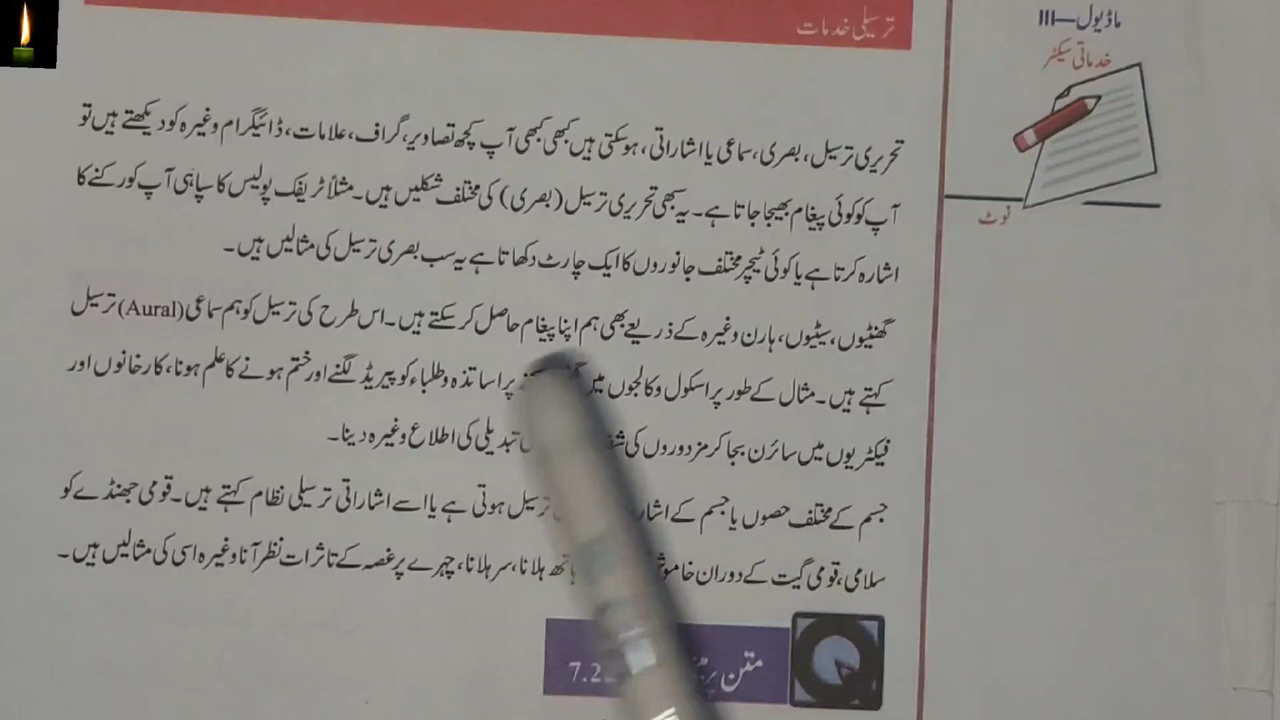 ترسیلی خدمات
ماڈیول—III
خدماتی سیکٹر
نوٹ
تحریری ترسیل، بصری، سماعی یا اشاراتی، ہوسکتی ہیں کبھی کبھی آپ کچھ تصاویر، گراف، علامات، ڈائیگرام وغیرہ کو دیکھتے ہیں تو
آپ کو کوئی پیغام بھیجا جاتا ہے۔ یہ سبھی تحریری ترسیل (بصری) کی مختلف شکلیں ہیں۔ مثلاً ٹریفک پولیس کا سپاہی آپ کو رکنے کا
اشارہ کرتا ہے یا کوئی ٹیچر مختلف جانوروں کا ایک چارٹ دکھاتا ہے یہ سب بصری ترسیل کی مثالیں ہیں۔
گھنٹیوں، سیٹیوں، ہارن وغیرہ کے ذریعے بھی ہم اپنا پیغام حاصل کر سکتے ہیں۔ اس طرح کی ترسیل کو ہم سماعی (Aural) ترسیل
کہتے ہیں۔ مثال کے طور پر اسکول و کالجوں میں پر اساتذہ و طلباء کو پیریڈ لگنے اور ختم ہونے کا علم ہونا، کارخانوں اور
فیکٹریوں میں سائرن بجا کر مزدوروں کی تبدیلی کی اطلاع وغیرہ دینا۔
جسم کے مختلف حصوں یا جسم کے ترسیل ہوتی ہے یا اسے اشاراتی ترسیلی نظام کہتے ہیں۔ قومی جھنڈے کو
سلامی، قومی گیت کے دوران ہلانا، سر ہلانا، چہرے پر غصہ کے تاثرات نظر آنا وغیرہ اسی کی مثالیں ہیں۔
متن 7.2